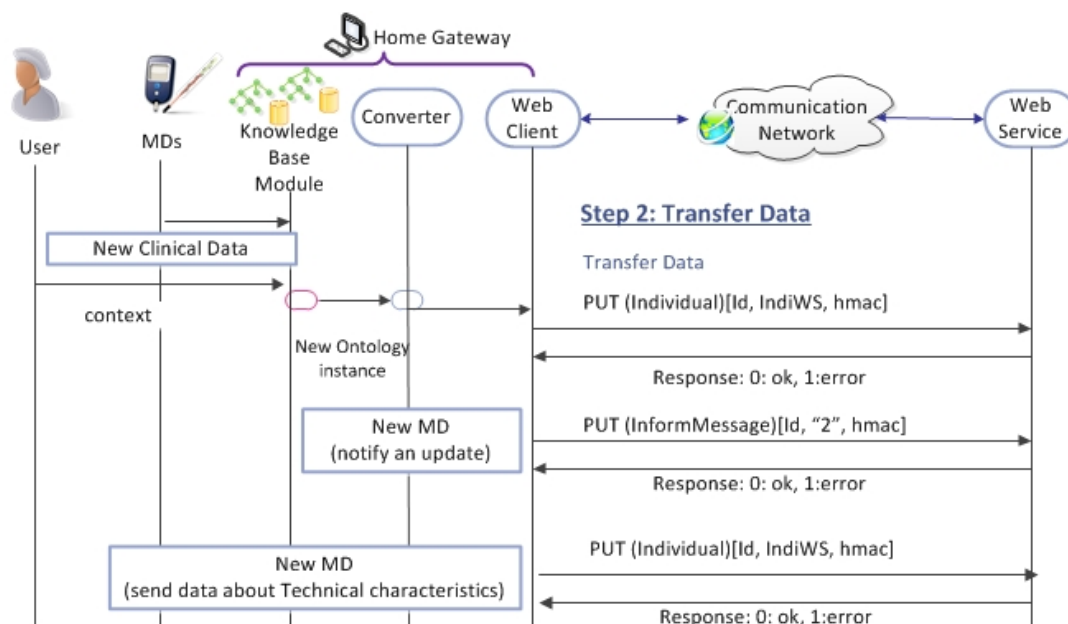 Home Gateway
User
MDs
Knowledge
Base
Module
Converter
Web
Client
Communication
Network
Web
Service
Step 2: Transfer Data
New Clinical Data
Transfer Data
context
PUT (Individual)[Id, IndiWS, hmac]
New Ontology
instance
Response: 0: ok, 1:error
New MD
(notify an update)
PUT (InformMessage)[Id, “2”, hmac]
Response: 0: ok, 1:error
New MD
(send data about Technical characteristics)
PUT (Individual)[Id, IndiWS, hmac]
Response: 0: ok, 1:error